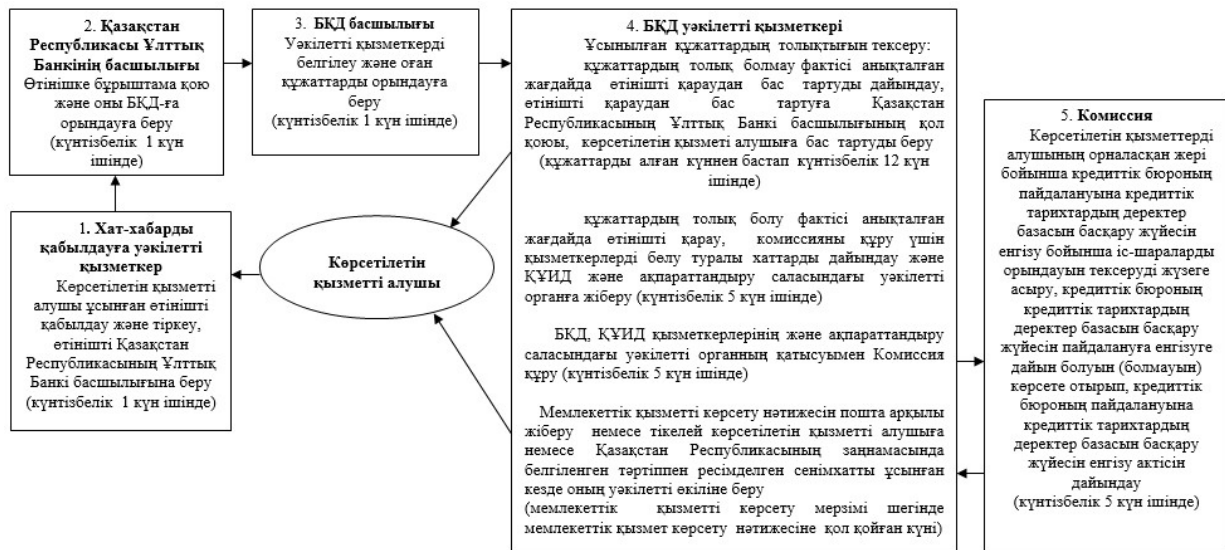 2. Қазақстан
Республикасы Ұлттық
Банкінің басшылығы
Өтінішке бұрыштама қою
және оны БҚД-ға
орындауға беру
(күнтізбелік 1 күн
ішінде)
3. БҚД басшылығы
Уәкілетті қызметкерді
белгілеу және оған
құжаттарды орындауға
беру
(күнтізбелік 1 күн ішінде)
4. БҚД уәкілетті қызметкері
Ұсынылған құжаттардың толықтығын тексеру:
құжаттардың толық болмау фактісі анықталған
жағдайда өтінішті қараудан бас тартуды дайындау,
өтінішті қараудан бас тартуға Қазақстан
Республикасының Ұлттық Банкі басшылығының қол
қоюы, көрсетілетін қызметі алушыға бас тартуды беру
(құжаттарды алған күннен бастап күнтізбелік 12 күн
ішінде)
құжаттардың толық болу фактісі анықталған
жағдайда өтінішті қарау, комиссияны құру үшін
қызметкерлерді бөлу туралы хаттарды дайындау және
ҚҰИД және ақпараттандыру саласындағы уәкілетті
органға жіберу (күнтізбелік 5 күн ішінде)
БҚД, ҚҰИД қызметкерлерінің және ақпараттандыру
саласындағы уәкілетті органның қатысуымен Комиссия
құру (күнтізбелік 5 күн ішінде)
Мемлекеттік қызметті көрсету нәтижесін пошта арқылы
жіберу немесе тікелей көрсетілетін қызметті алушыға
немесе Қазақстан Республикасының заңнамасында
белгіленген тәртіппен ресімделген сенімхатты ұсынған
кезде оның уәкілетті өкіліне беру
(мемлекеттік қызметті көрсету мерзімі шегінде
мемлекеттік қызмет көрсету нәтижесіне қол қойған күні)
5. Комиссия
Көрсетілетін қызметтерді
алушының орналасқан жері
бойынша кредиттік бюроның
пайдалануына кредиттік
тарихтардың деректер
базасын басқару жүйесін
енгізу бойынша іс-шараларды
орындауын тексеруді жүзеге
асыру, кредиттік бюроның
кредиттік тарихтардың
деректер базасын басқару
жүйесін пайдалануға енгізуге
дайын болуын (болмауын)
көрсете отырып, кредиттік
бюроның пайдалануына
кредиттік тарихтардың
деректер базасын басқару
жүйесін енгізу актісін
дайындау
(күнтізбелік 5 күн ішінде)
1. Хат-хабарды
қабылдауға уәкілетті
қызметкер
Көрсетілетін қызметті
алушы ұсынған өтінішті
қабылдау және тіркеу,
өтінішті Қазақстан
Республикасының Ұлттық
Банкі басшылығына беру
(күнтізбелік 1 күн ішінде)
Көрсетілетін
қызметті алушы